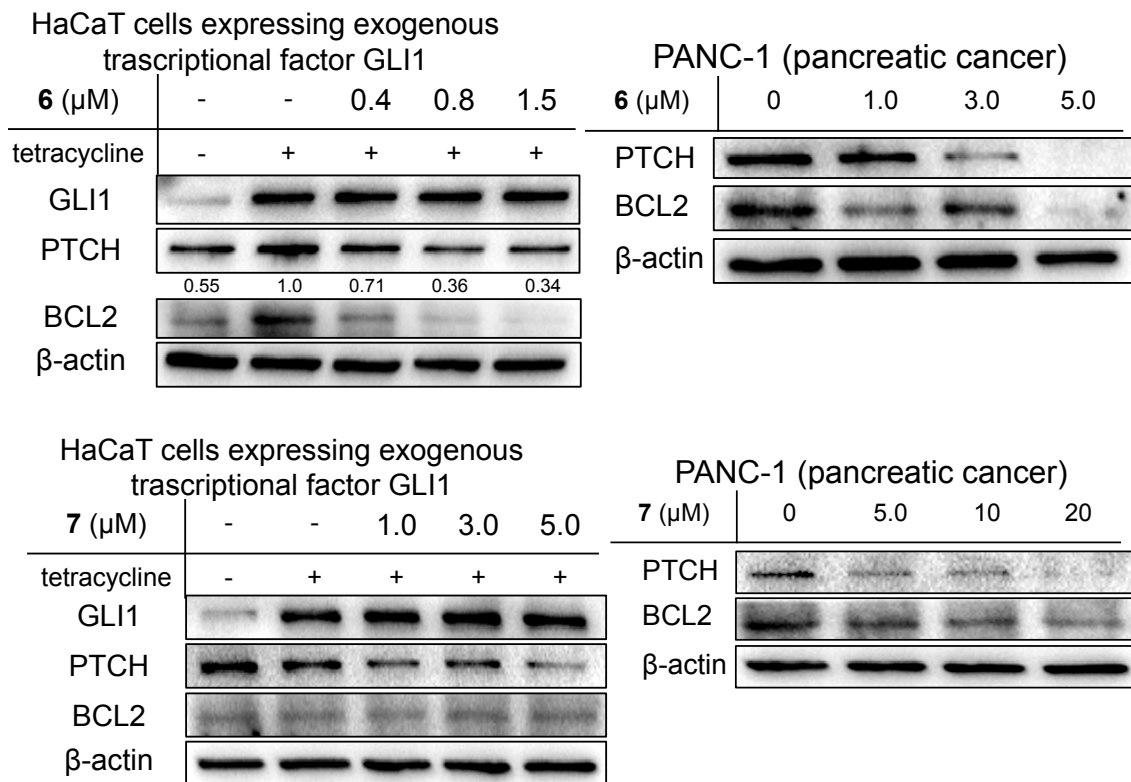 HaCaT cells expressing exogenous
trascriptional factor GLI1
6 (μM) - - 0.4 0.8 1.5
tetracycline - + + + +
GLI1
PTCH
0.55 1.0 0.71 0.36 0.34
BCL2
β-actin
PANC-1 (pancreatic cancer)
6 (μM) 0 1.0 3.0 5.0
PTCH
BCL2
β-actin
HaCaT cells expressing exogenous
trascriptional factor GLI1
7 (μM) - - 1.0 3.0 5.0
tetracycline - + + + +
GLI1
PTCH
BCL2
β-actin
PANC-1 (pancreatic cancer)
7 (μM) 0 5.0 10 20
PTCH
BCL2
β-actin